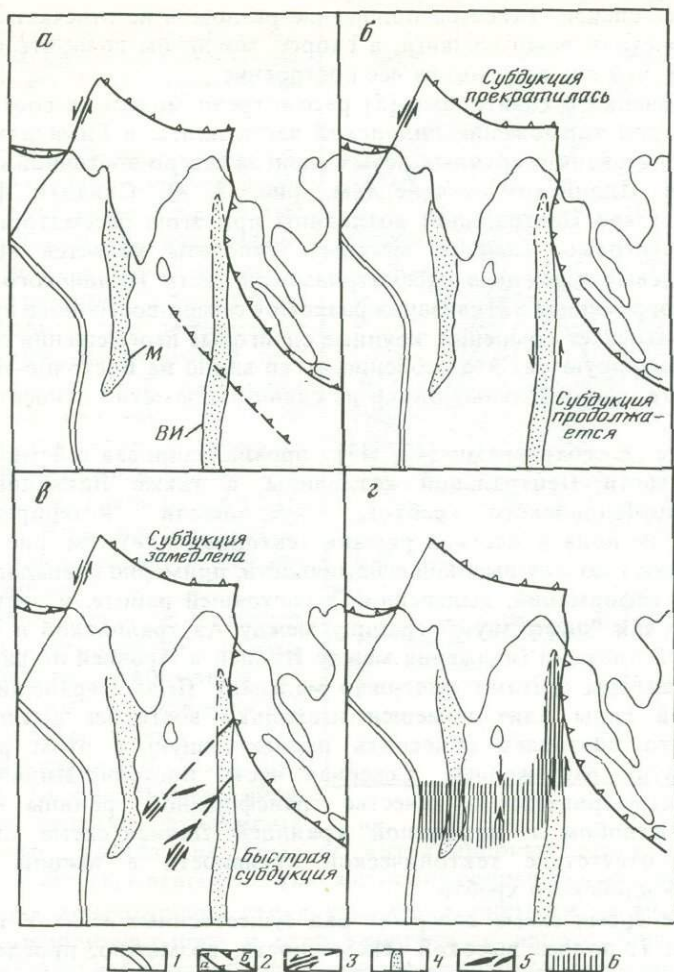 а
б
Субдукция
прекратилась
М
ВИ
Субдукция
продолжа-
ется
в
г
Субдукция
замедлена
Быстрая
субдукция
1 а б 2 3 4 5 6